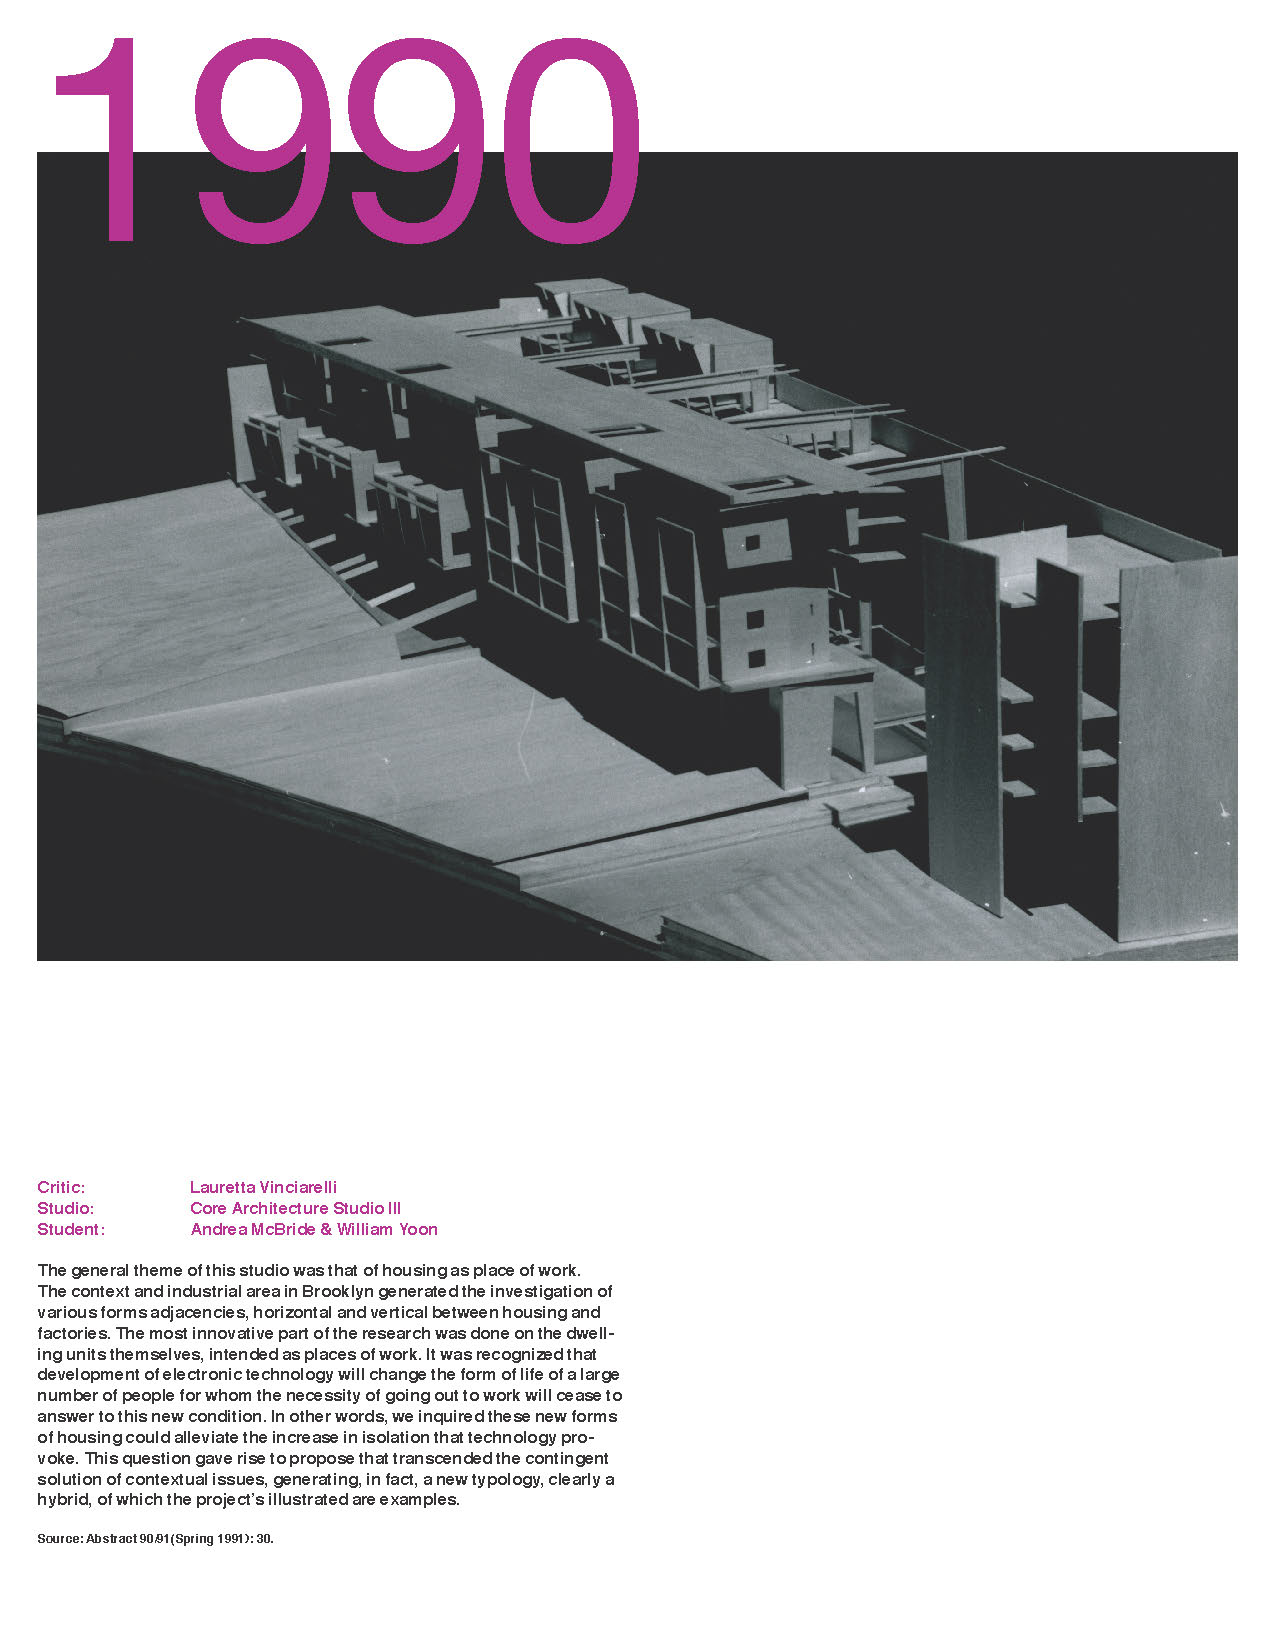 1990
Critic: Lauretta Vinciarelli
Studio: Core Architecture Studio III
Student: Andrea McBride & William Yoon
The general theme of this studio was that of housing as place of work.
The context and industrial area in Brooklyn generated the investigation of
various forms adjacencies, horizontal and vertical between housing and
factories. The most innovative part of the research was done on the dwell-
ing units themselves, intended as places of work. It was recognized that
development of electronic technology will change the form of life of a large
number of people for whom the necessity of going out to work will cease to
answer to this new condition. In other words, we inquired these new forms
of housing could alleviate the increase in isolation that technology pro-
voke. This question gave rise to propose that transcended the contingent
solution of contextual issues, generating, in fact, a new typology, clearly a
hybrid, of which the project's illustrated are examples.
Source: Abstract 90/91(Spring 1991): 30.